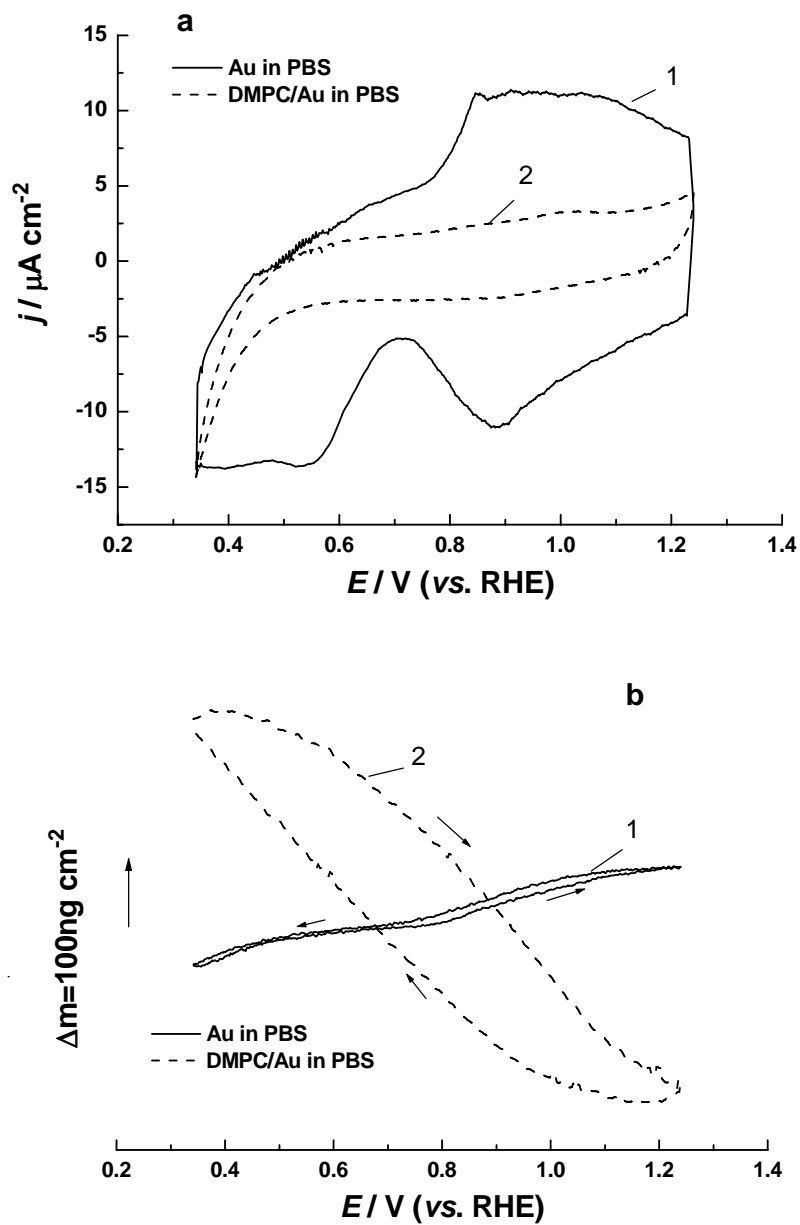 a
15
10
5
0
-5
-10
-15
j / μA cm-2
Au in PBS
DMPC/Au in PBS
1
2
0.2 0.4 0.6 0.8 1.0 1.2 1.4
E / V (vs. RHE)
b
2
1
Δm=100ng cm-2
Au in PBS
DMPC/Au in PBS
0.2 0.4 0.6 0.8 1.0 1.2 1.4
E / V (vs. RHE)